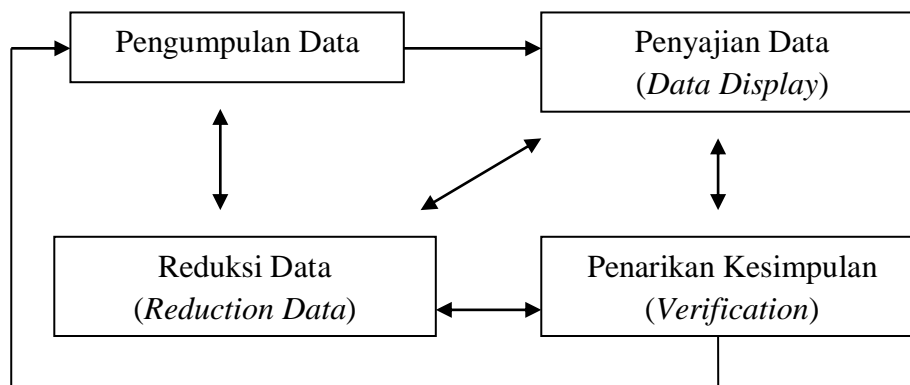 Pengumpulan Data
Penyajian Data
(Data Display)
Reduksi Data
(Reduction Data)
Penarikan Kesimpulan
(Verification)